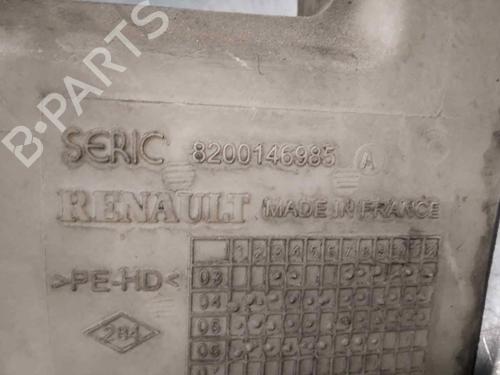 B-PARTS
SERIC 8200146985 A
RENAULT MADE IN FRANCE
1 2 3 4 5 6 7 8 9 10 11 12
>PE-HD< 03
04
05
06